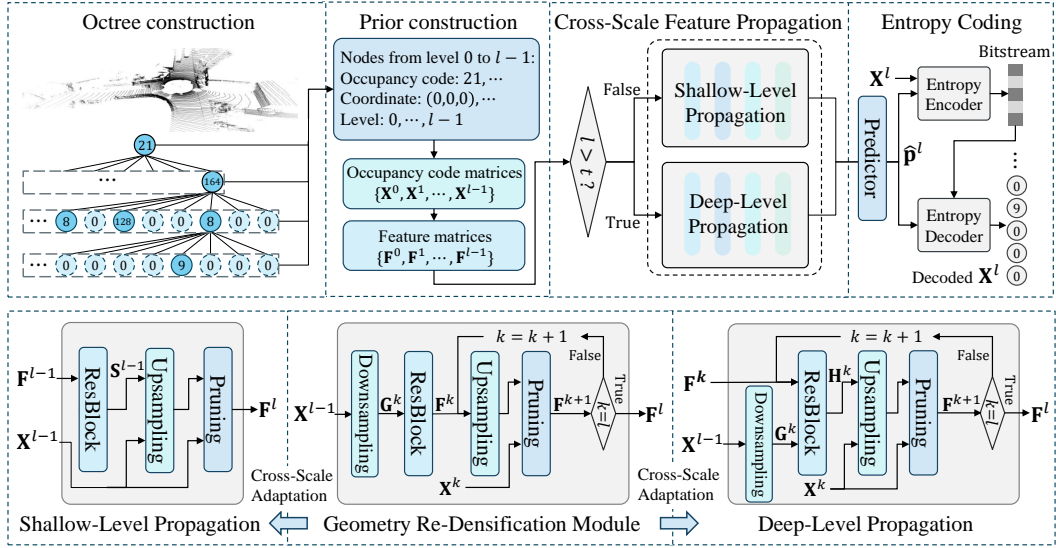 Octree construction
21
...
164
... 8 0 128 0 0 8 0 0
... 0 0 0 0 9 0 0 0
Prior construction
Nodes from level 0 to l − 1:
Occupancy code: 21, ⋯
Coordinate: (0,0,0), ⋯
Level: 0, ⋯ , l − 1
Occupancy code matrices
{X^0, X^1, ⋯ , X^{l−1}}
Feature matrices
{F^0, F^1, ⋯ , F^{l−1}}
Cross-Scale Feature Propagation
l > t ?
False
True
Shallow-Level
Propagation
Deep-Level
Propagation
Entropy Coding
Predictor
Bitstream
X^l
Entropy
Encoder
p̂^l
Entropy
Decoder
...
0
9
0
0
0
Decoded X^l
F^{l−1}
X^{l−1}
ResBlock
S^{l−1}
Upsampling
Pruning
F^l
Shallow-Level Propagation
Cross-Scale
Adaptation
X^{l−1}
Downsampling
G^k
ResBlock
F^k
Upsampling
X^k
Pruning
F^{k+1}
k = k + 1
False
True
k=l
F^l
Geometry Re-Densification Module
Cross-Scale
Adaptation
F^k
X^{l−1}
Downsampling
G^k
ResBlock
H^k
X^k
Upsampling
Pruning
F^{k+1}
k = k + 1
False
True
k=l
F^l
Deep-Level Propagation